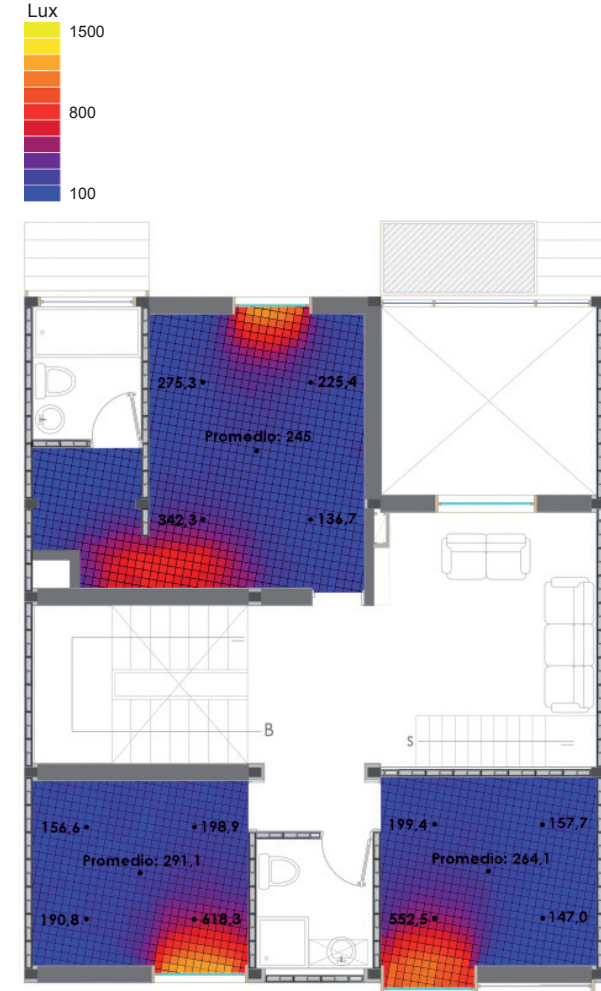 Lux
1500
800
100
275,3
225,4
Promedio: 245
342,3
136,7
B
S
156,6
198,9
199,4
157,7
Promedio: 291,1
Promedio: 264,1
190,8
618,3
552,5
147,0